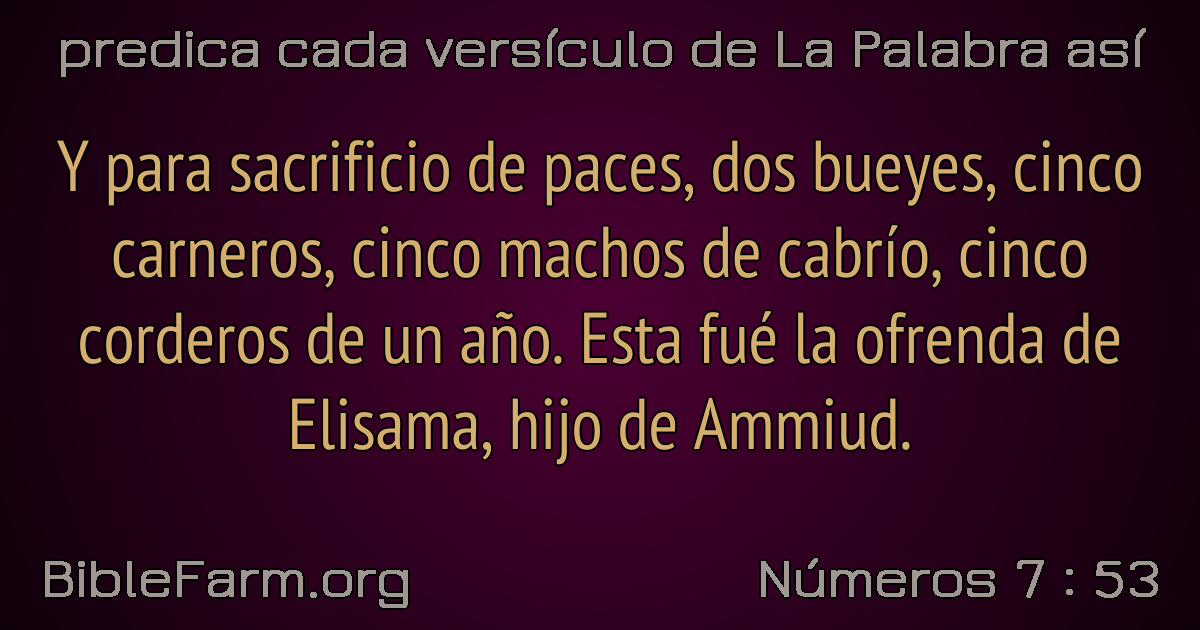 predica cada versículo de La Palabra así
Y para sacrificio de paces, dos bueyes, cinco
carneros, cinco machos de cabrío, cinco
corderos de un año. Esta fué la ofrenda de
Elisama, hijo de Ammiud.
BibleFarm.org
Números 7 : 53